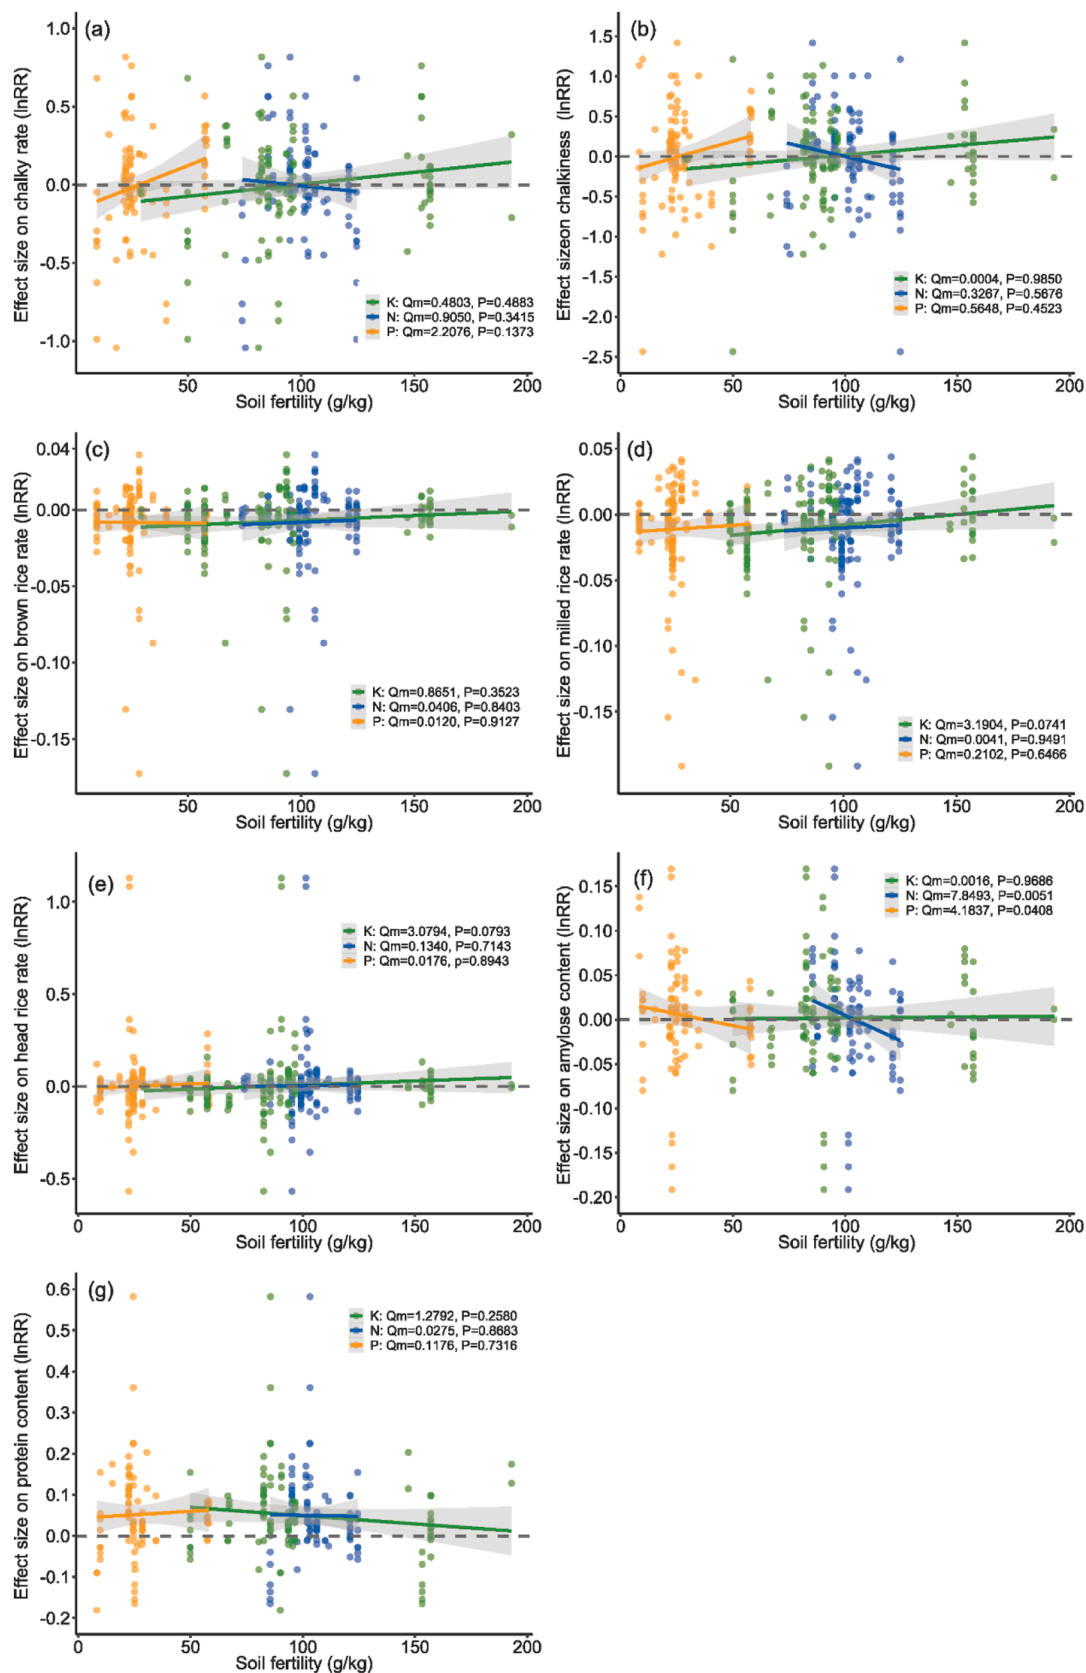 (a)
Effect size on chalky rate (lnRR)
1.0
0.5
0.0
-0.5
-1.0
K: Qm=0.4803, P=0.4883
N: Qm=0.9050, P=0.3415
P: Qm=2.2076, P=0.1373
50 100 150 200
Soil fertility (g/kg)
(b)
Effect sizeon chalkiness (lnRR)
1.5
1.0
0.5
0.0
-0.5
-1.0
-1.5
-2.0
-2.5
K: Qm=0.0004, P=0.9850
N: Qm=0.3267, P=0.5676
P: Qm=0.5648, P=0.4523
0 50 100 150 200
Soil fertility (g/kg)
(c)
Effect size on brown rice rate (lnRR)
0.04
0.00
-0.05
-0.10
-0.15
K: Qm=0.8651, P=0.3523
N: Qm=0.0406, P=0.8403
P: Qm=0.0120, P=0.9127
50 100 150 200
Soil fertility (g/kg)
(d)
Effect size on milled rice rate (lnRR)
0.05
0.00
-0.05
-0.10
-0.15
K: Qm=3.1904, P=0.0741
N: Qm=0.0041, P=0.9491
P: Qm=0.2102, P=0.6466
0 50 100 150 200
Soil fertility (g/kg)
(e)
Effect size on head rice rate (lnRR)
1.0
0.5
0.0
-0.5
K: Qm=3.0794, P=0.0793
N: Qm=0.1340, P=0.7143
P: Qm=0.0176, p=0.8943
0 50 100 150 200
Soil fertility (g/kg)
(f)
Effect size on amylose content (lnRR)
0.15
0.10
0.05
0.00
-0.05
-0.10
-0.15
-0.20
K: Qm=0.0016, P=0.9686
N: Qm=7.8493, P=0.0051
P: Qm=4.1837, P=0.0408
0 50 100 150 200
Soil fertility (g/kg)
(g)
Effect size on protein content (lnRR)
0.6
0.5
0.4
0.3
0.2
0.1
0.0
-0.1
-0.2
K: Qm=1.2792, P=0.2580
N: Qm=0.0275, P=0.8683
P: Qm=0.1176, P=0.7316
0 50 100 150 200
Soil fertility (g/kg)